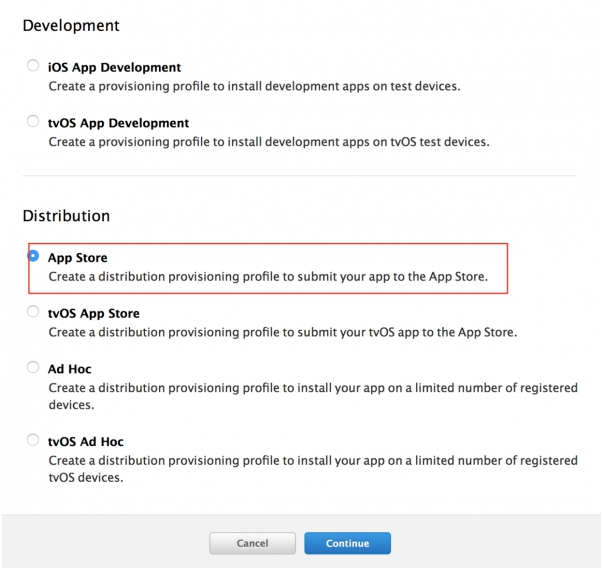 Development
iOS App Development
Create a provisioning profile to install development apps on test devices.
tvOS App Development
Create a provisioning profile to install development apps on tvOS test devices.
Distribution
App Store
Create a distribution provisioning profile to submit your app to the App Store.
tvOS App Store
Create a distribution provisioning profile to submit your tvOS app to the App Store.
Ad Hoc
Create a distribution provisioning profile to install your app on a limited number of registered
devices.
tvOS Ad Hoc
Create a distribution provisioning profile to install your app on a limited number of registered
tvOS devices.
Cancel Continue